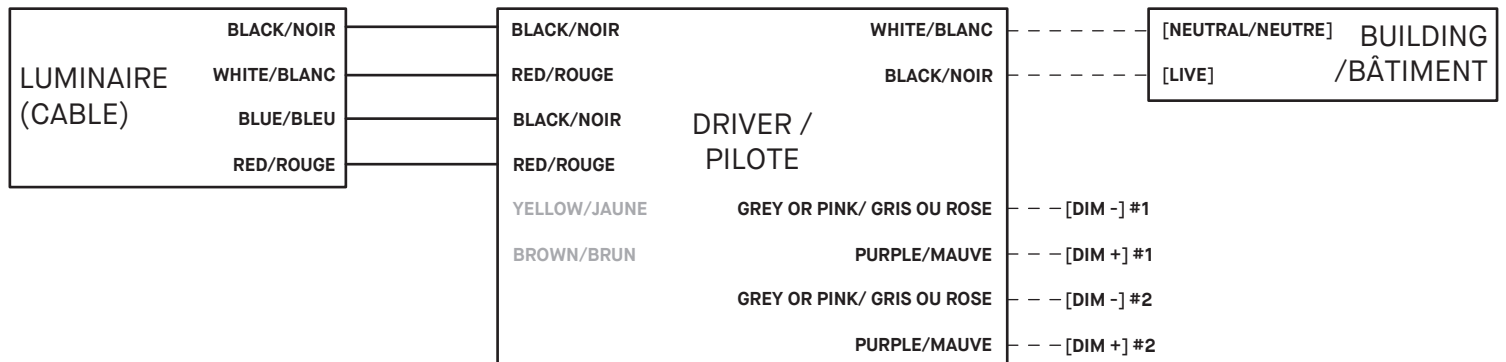 BLACK/NOIR
WHITE/BLANC
BLUE/BLEU
RED/ROUGE
LUMINAIRE
(CABLE)
BLACK/NOIR
RED/ROUGE
BLACK/NOIR
RED/ROUGE
YELLOW/JAUNE
BROWN/BRUN
DRIVER /
PILOTE
WHITE/BLANC
BLACK/NOIR
GREY OR PINK/ GRIS OU ROSE
PURPLE/MAUVE
GREY OR PINK/ GRIS OU ROSE
PURPLE/MAUVE
[NEUTRAL/NEUTRE]
[LIVE]
BUILDING
/BÂTIMENT
[DIM -] #1
[DIM +] #1
[DIM -] #2
[DIM +] #2